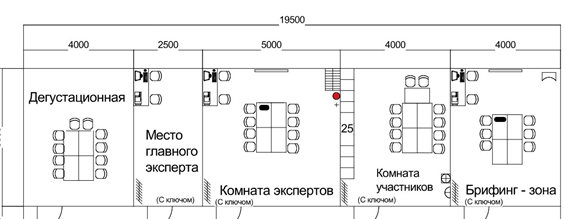 19500
4000 2500 5000 4000 4000
Дегустационная
Место
главного
эксперта
(С ключом)
25
Комната экспертов
(С ключом)
Комната
участников
(С ключом)
Брифинг - зона
(С ключом)